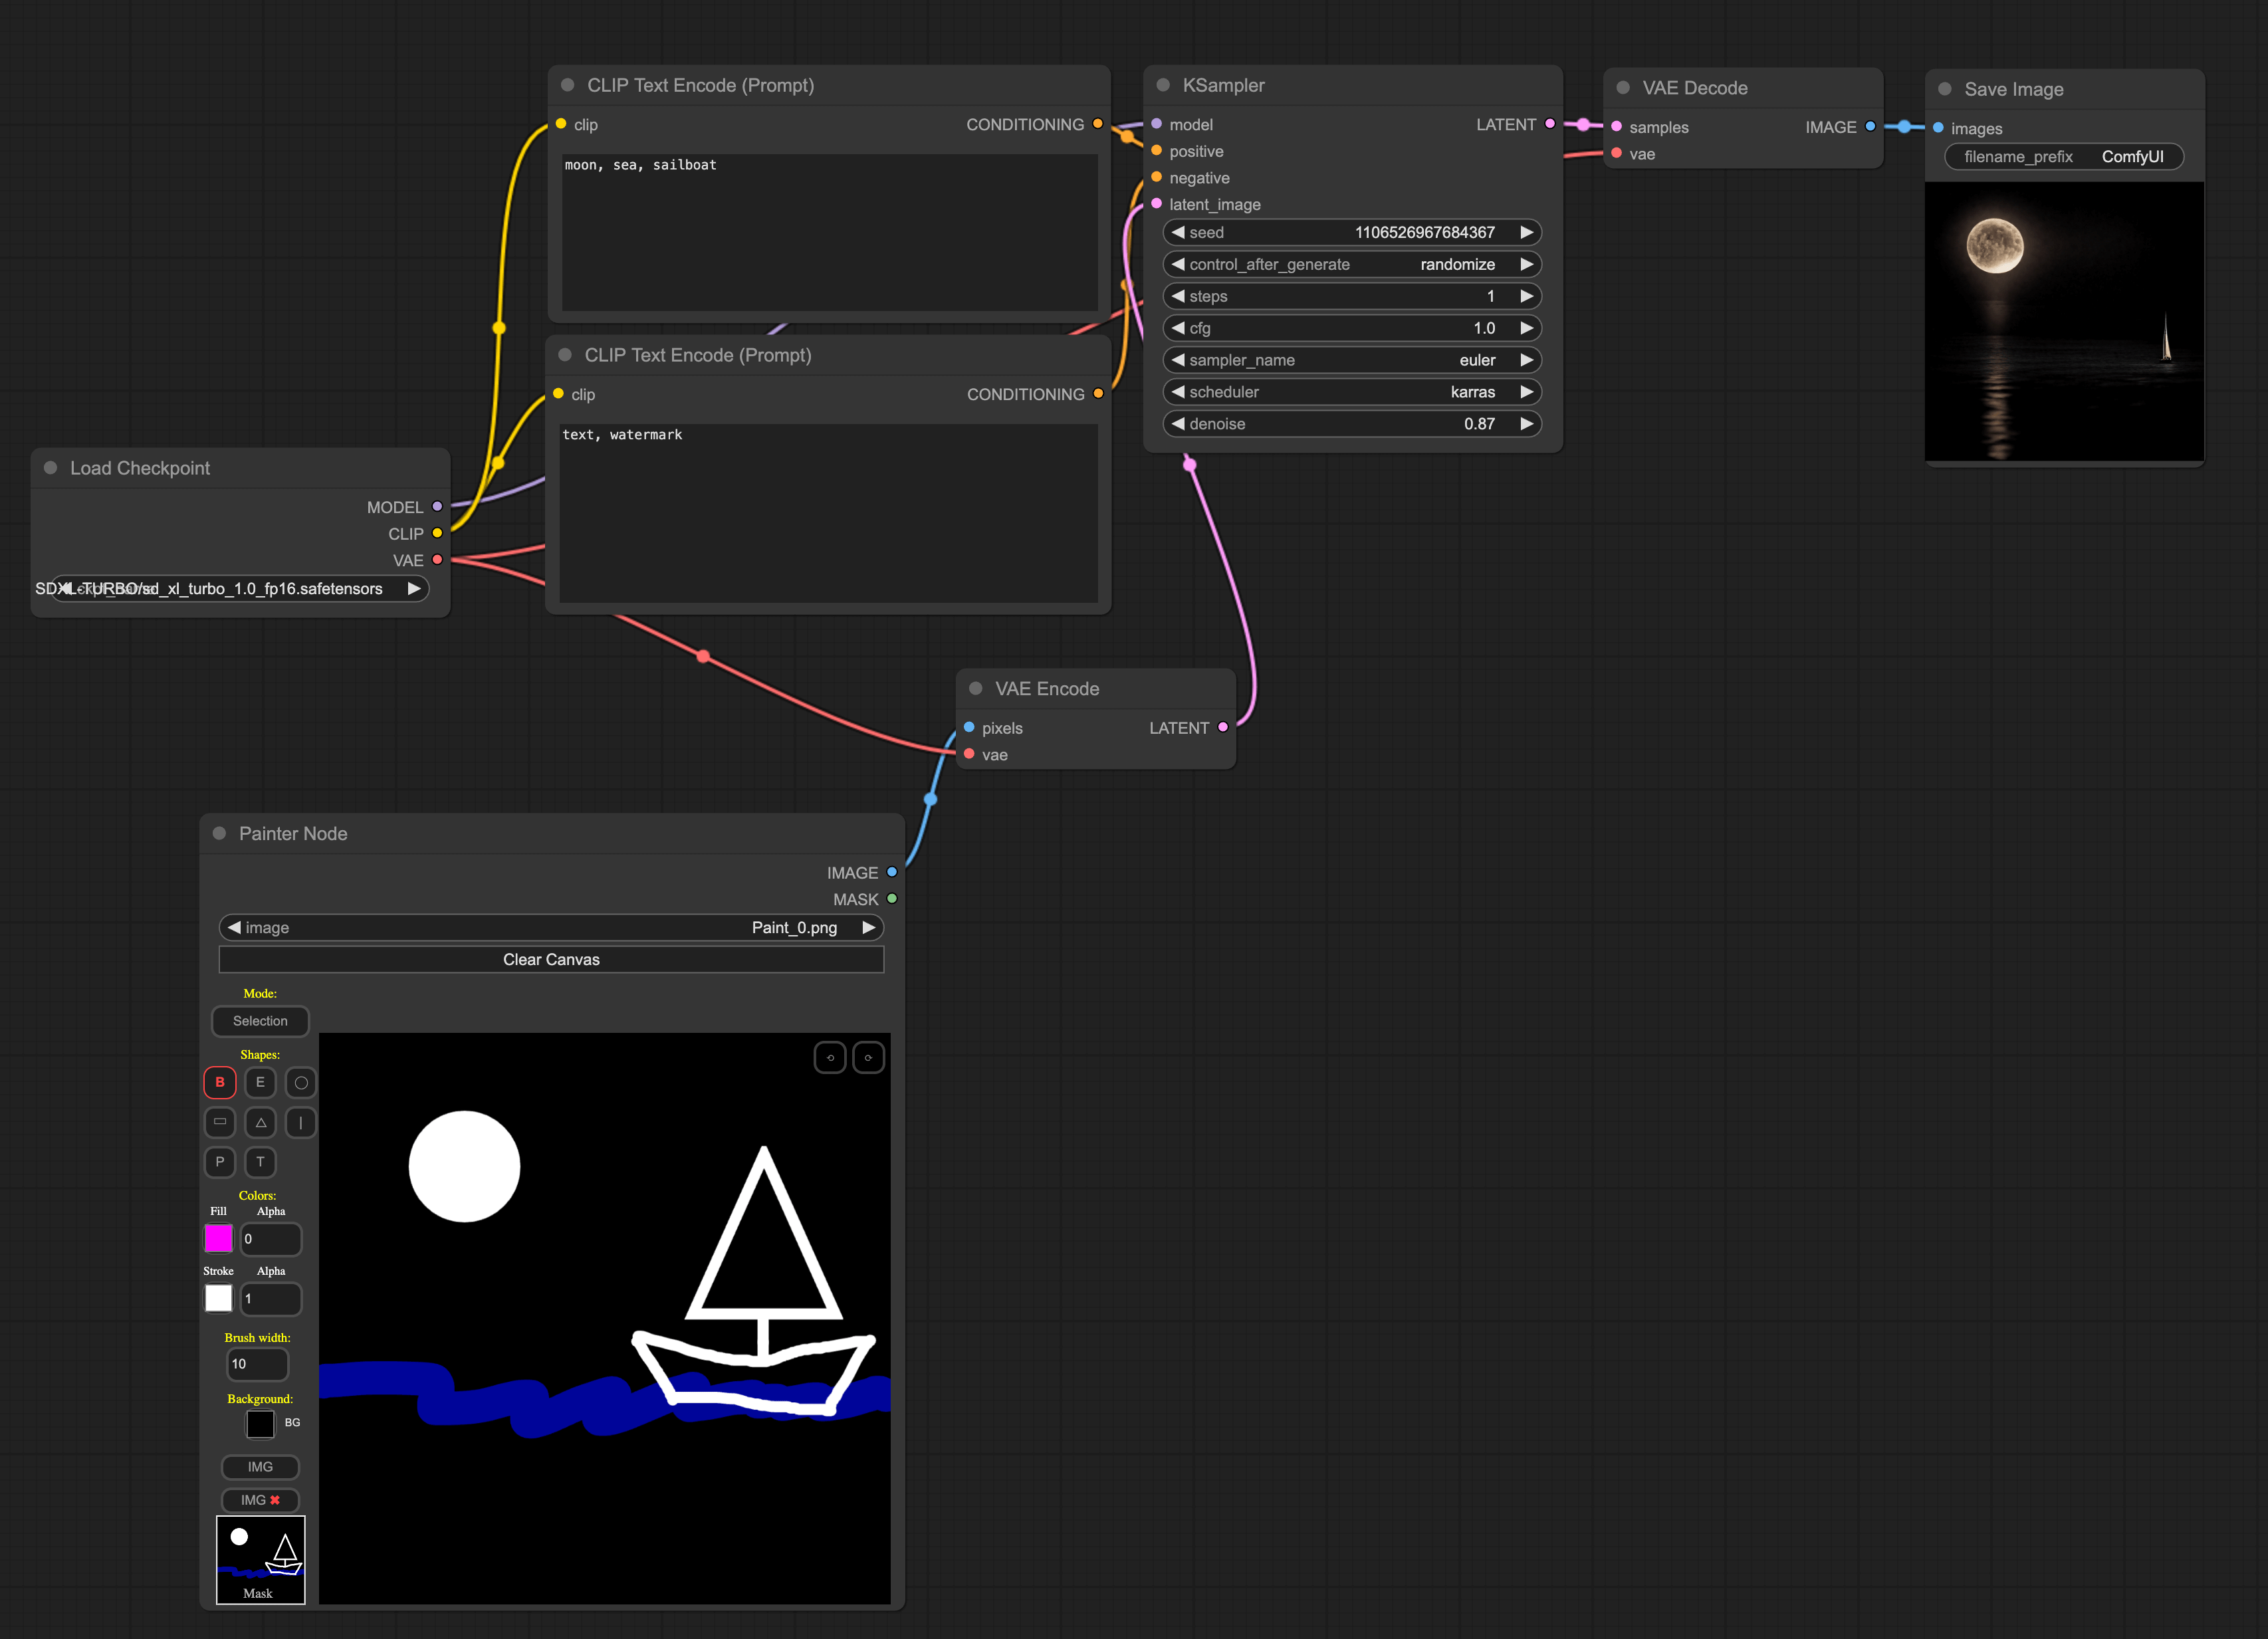 CLIP Text Encode (Prompt)
clip CONDITIONING
moon, sea, sailboat
CLIP Text Encode (Prompt)
clip CONDITIONING
text, watermark
KSampler
model LATENT
positive
negative
latent_image
seed 1106526967684367
control_after_generate randomize
steps 1
cfg 1.0
sampler_name euler
scheduler karras
denoise 0.87
VAE Decode
samples IMAGE
vae
Save Image
images
filename_prefix ComfyUI
Load Checkpoint
MODEL
CLIP
VAE
SDXL-TURBO/sd_xl_turbo_1.0_fp16.safetensors
VAE Encode
pixels LATENT
vae
Painter Node
IMAGE
MASK
image Paint_0.png
Clear Canvas
Mode:
Selection
Shapes:
B E
P T
Colors:
Fill Alpha
0
Stroke Alpha
1
Brush width:
10
Background:
BG
IMG
IMG ✖
Mask